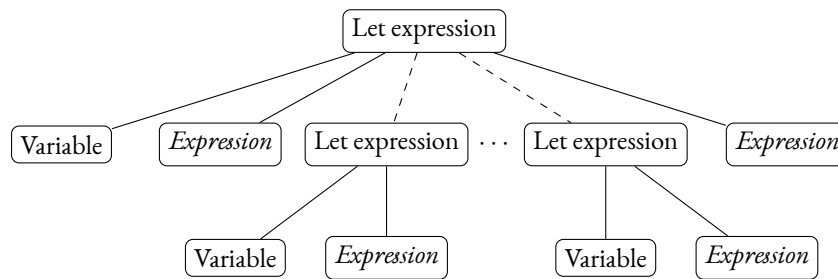 Let expression
Variable
Expression
Let expression
· · ·
Let expression
Expression
Variable
Expression
Variable
Expression